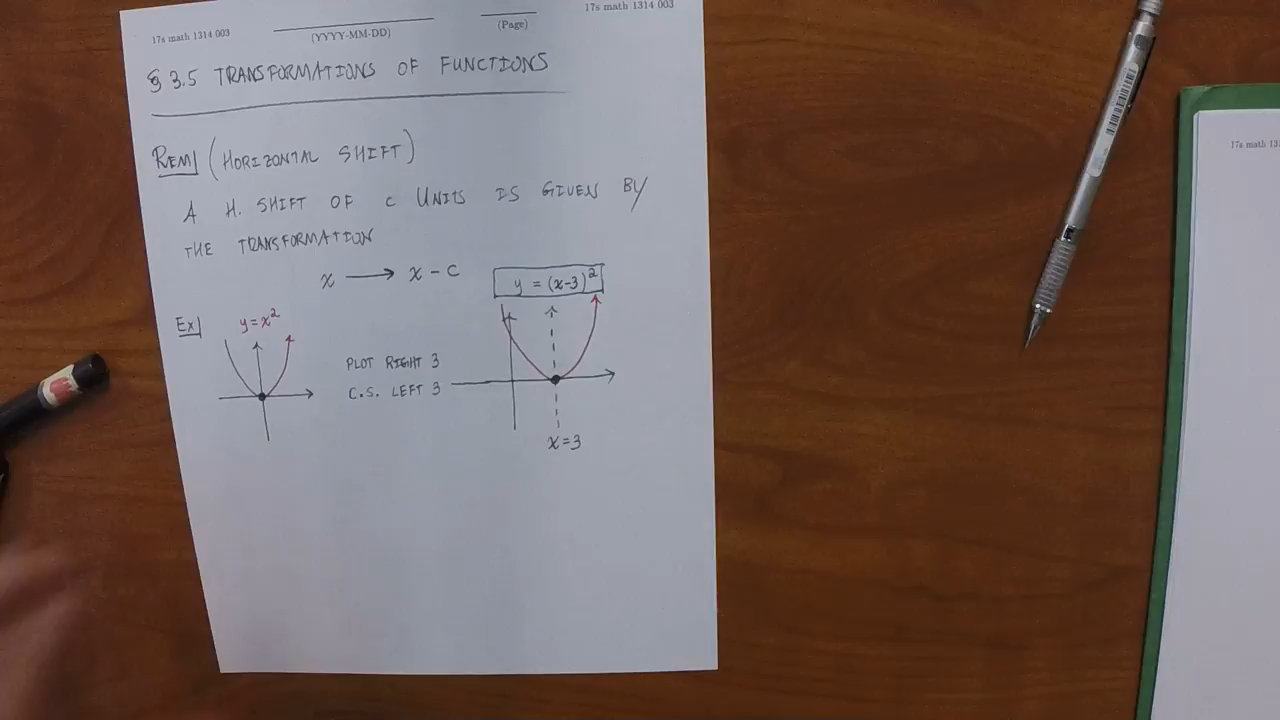 17s math 1314 003
(YYYY-MM-DD)
(Page)
17s math 1314 003
§ 3.5 TRANSFORMATIONS OF FUNCTIONS
REM (HORIZONTAL SHIFT)
A H. SHIFT OF c UNITS IS GIVEN BY
THE TRANSFORMATION
x ⟶ x - c
y = (x-3)²
Ex
y=x²
PLOT RIGHT 3
C.S. LEFT 3
x=3
17s math 13